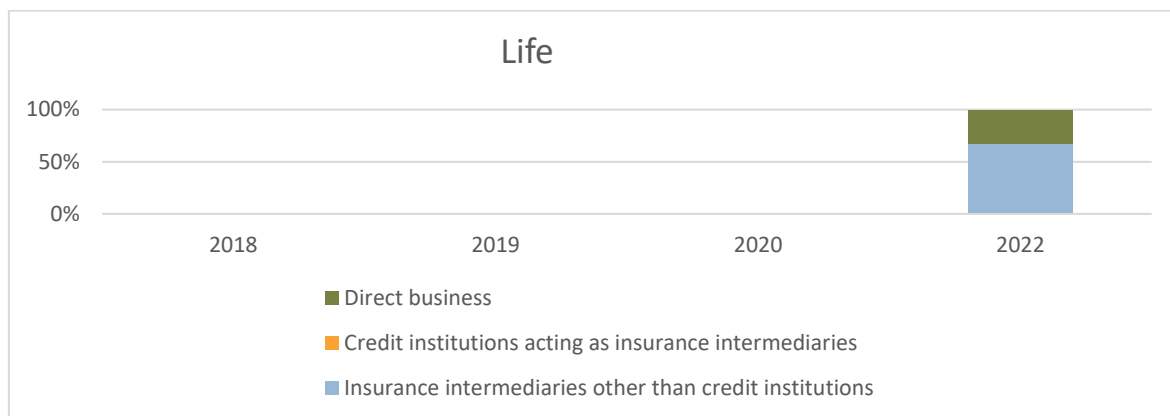 Life
100%
50%
0%
2018 2019 2020 2022
Direct business
Credit institutions acting as insurance intermediaries
Insurance intermediaries other than credit institutions